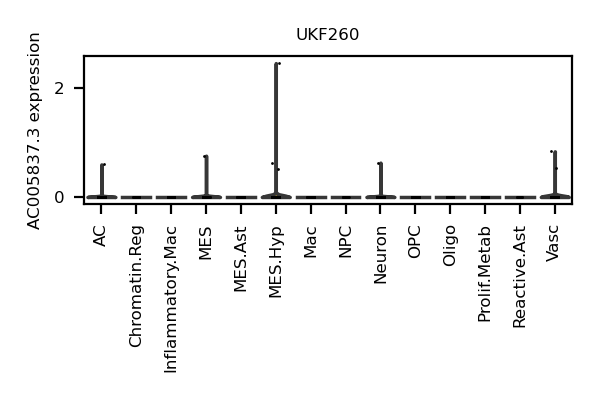 UKF260
AC005837.3 expression
2
0
AC
Chromatin.Reg
Inflammatory.Mac
MES
MES.Ast
MES.Hyp
Mac
NPC
Neuron
OPC
Oligo
Prolif.Metab
Reactive.Ast
Vasc